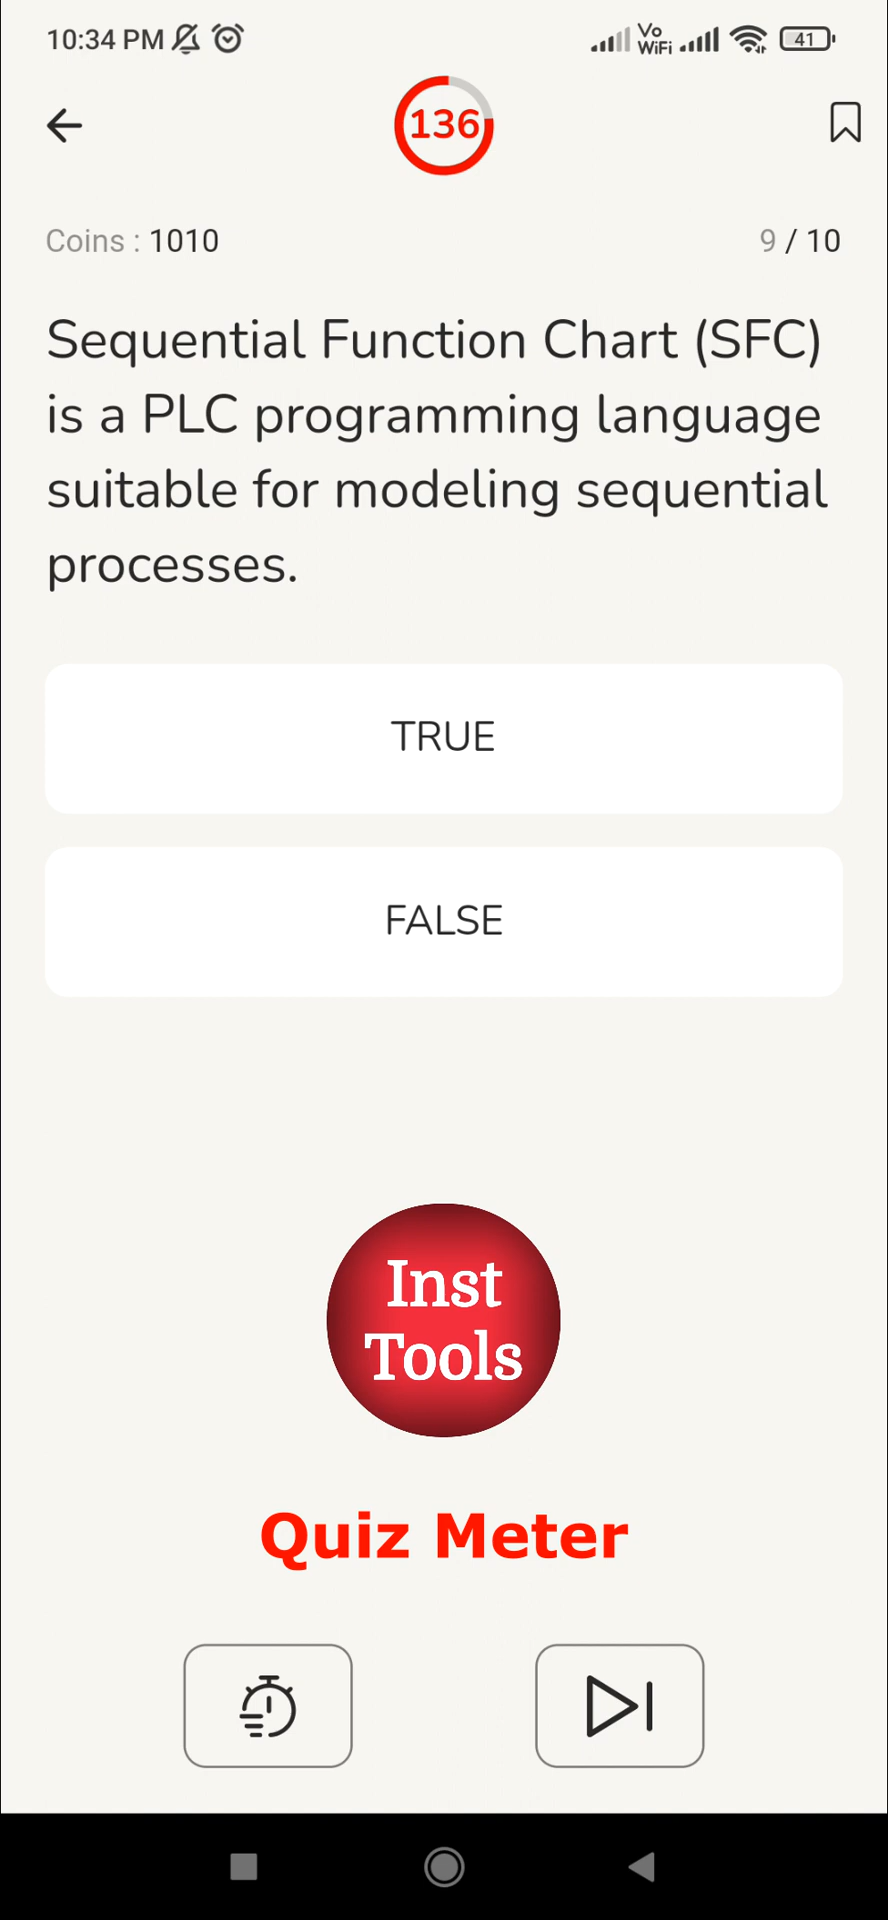 10:34 PM Vo WiFi 41
136
Coins : 1010 9 / 10
Sequential Function Chart (SFC)
is a PLC programming language
suitable for modeling sequential
processes.
TRUE
FALSE
Inst
Tools
Quiz Meter